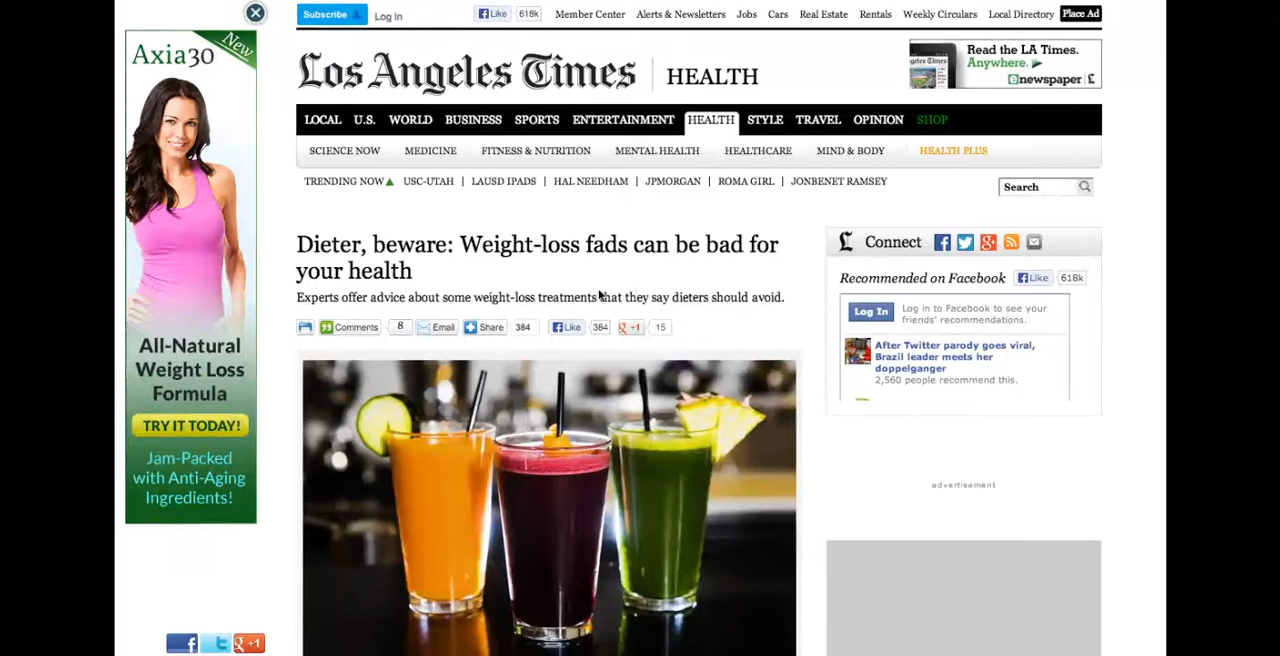 Subscribe
Log In
Like 618k
Member Center Alerts & Newsletters Jobs Cars Real Estate Rentals Weekly Circulars Local Directory Place Ad
Axia30 New
Los Angeles Times HEALTH
Read the LA Times.
Anywhere.
enewspaper L
LOCAL U.S. WORLD BUSINESS SPORTS ENTERTAINMENT HEALTH STYLE TRAVEL OPINION SHOP
SCIENCE NOW MEDICINE FITNESS & NUTRITION MENTAL HEALTH HEALTHCARE MIND & BODY HEALTH PLUS
TRENDING NOW USC-UTAH | LAUSD IPADS | HAL NEEDHAM | JPMORGAN | ROMA GIRL | JONBENET RAMSEY
Search
Dieter, beware: Weight-loss fads can be bad for
your health
Experts offer advice about some weight-loss treatments that they say dieters should avoid.
Comments 8 Email Share 384 Like 384 +1 15
L Connect
Recommended on Facebook Like 618k
Log In
Log in to Facebook to see your
friends' recommendations.
After Twitter parody goes viral,
Brazil leader meets her
doppelganger
2,560 people recommend this.
All-Natural
Weight Loss
Formula
TRY IT TODAY!
Jam-Packed
with Anti-Aging
Ingredients!
advertisement
f t g +1